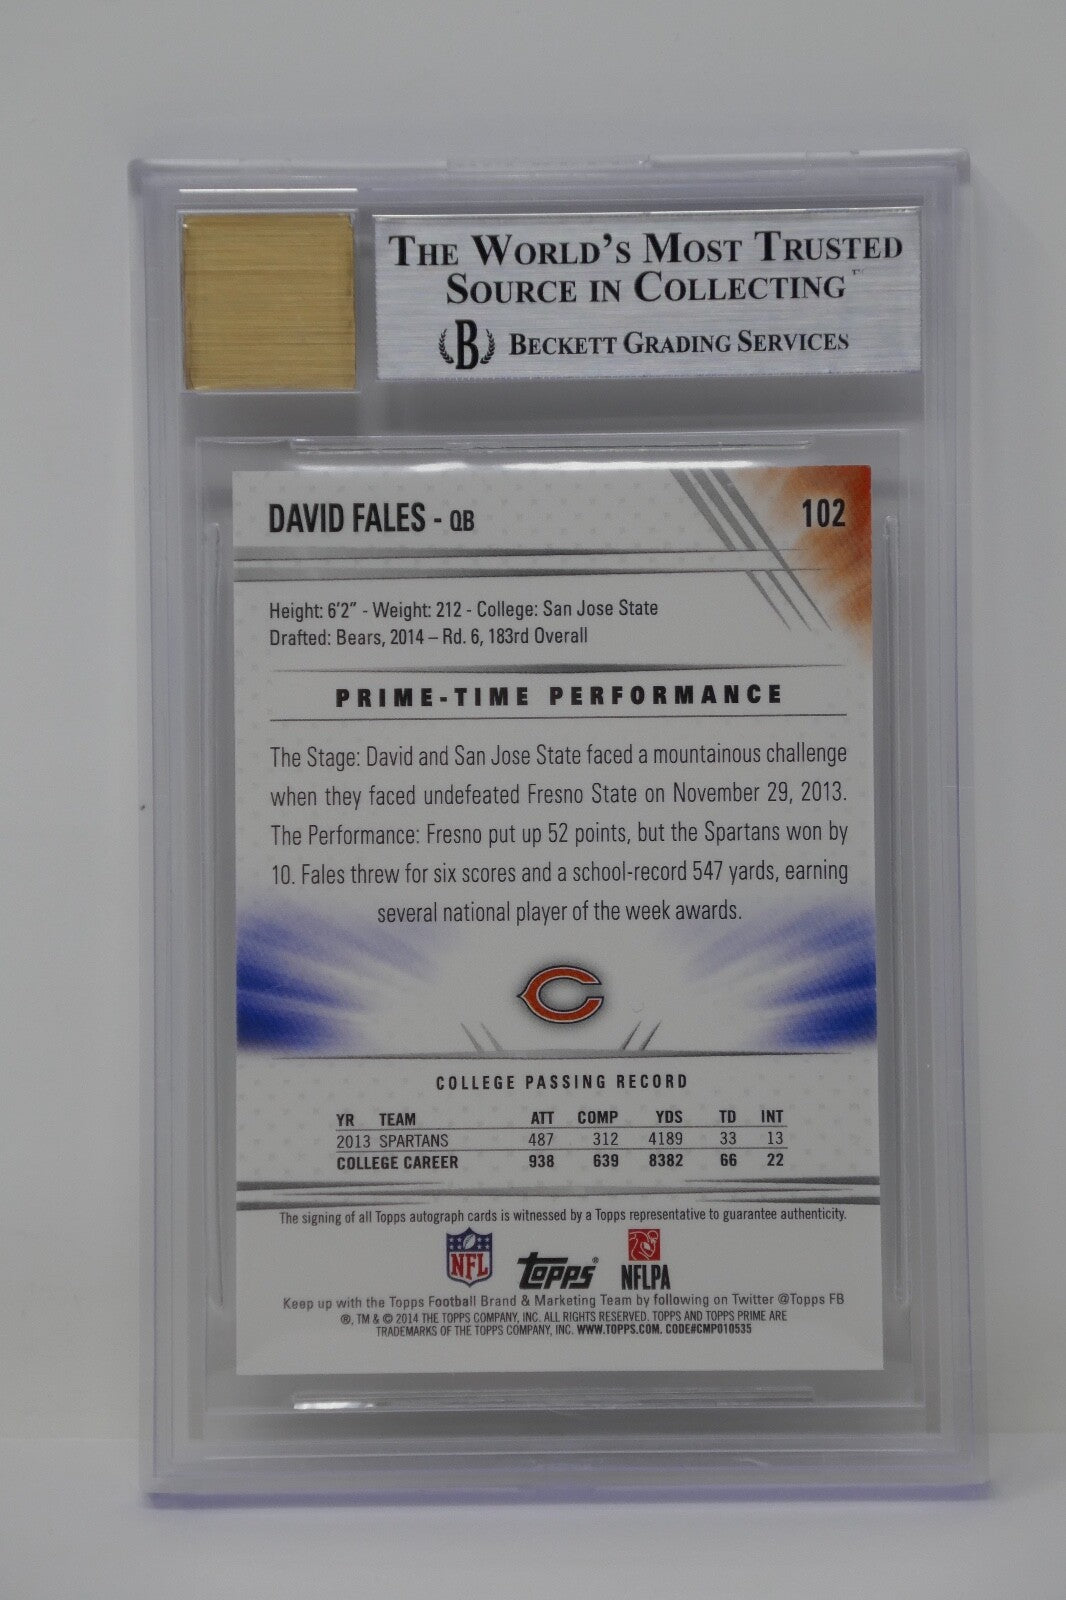 THE WORLD'S MOST TRUSTED
SOURCE IN COLLECTING™
B BECKETT GRADING SERVICES
DAVID FALES - QB
102
Height: 6'2" - Weight: 212 - College: San Jose State
Drafted: Bears, 2014 – Rd. 6, 183rd Overall
PRIME-TIME PERFORMANCE
The Stage: David and San Jose State faced a mountainous challenge
when they faced undefeated Fresno State on November 29, 2013.
The Performance: Fresno put up 52 points, but the Spartans won by
10. Fales threw for six scores and a school-record 547 yards, earning
several national player of the week awards.
C
COLLEGE PASSING RECORD
YR TEAM ATT COMP YDS TD INT
2013 SPARTANS 487 312 4189 33 13
COLLEGE CAREER 938 639 8382 66 22
The signing of all Topps autograph cards is witnessed by a Topps representative to guarantee authenticity.
NFL topps® NFLPA
Keep up with the Topps Football Brand & Marketing Team by following on Twitter @Topps FB
®, TM & © 2014 THE TOPPS COMPANY, INC. ALL RIGHTS RESERVED. TOPPS AND TOPPS PRIME ARE
TRADEMARKS OF THE TOPPS COMPANY, INC. WWW.TOPPS.COM. CODE#CMP010535